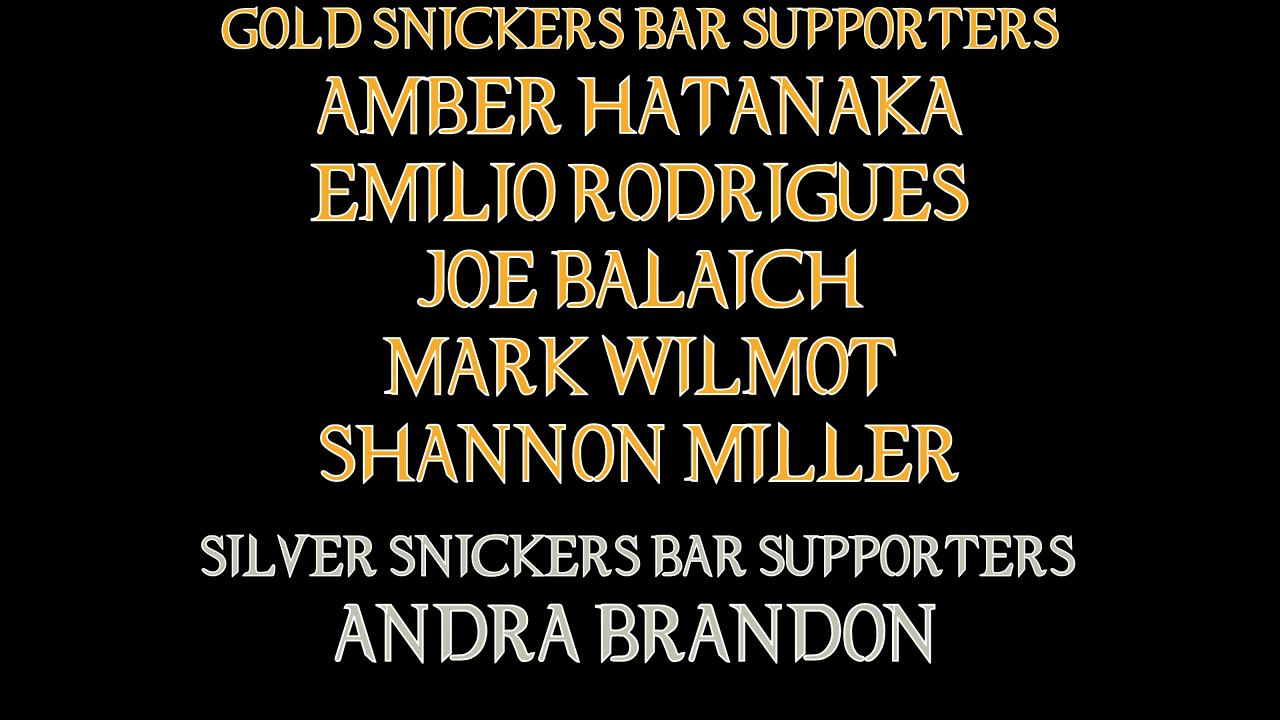 GOLD SNICKERS BAR SUPPORTERS
AMBER HATANAKA
EMILIO RODRIGUES
JOE BALAICH
MARK WILMOT
SHANNON MILLER
SILVER SNICKERS BAR SUPPORTERS
ANDRA BRANDON